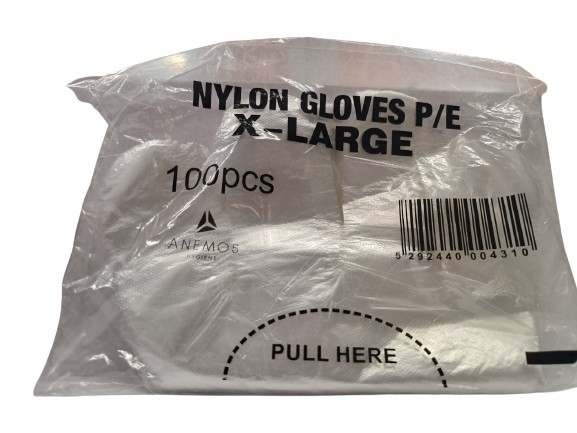 NYLON GLOVES P/E
X-LARGE
100pcs
ANEMOS
HYGIENE
5 292440 004310
PULL HERE